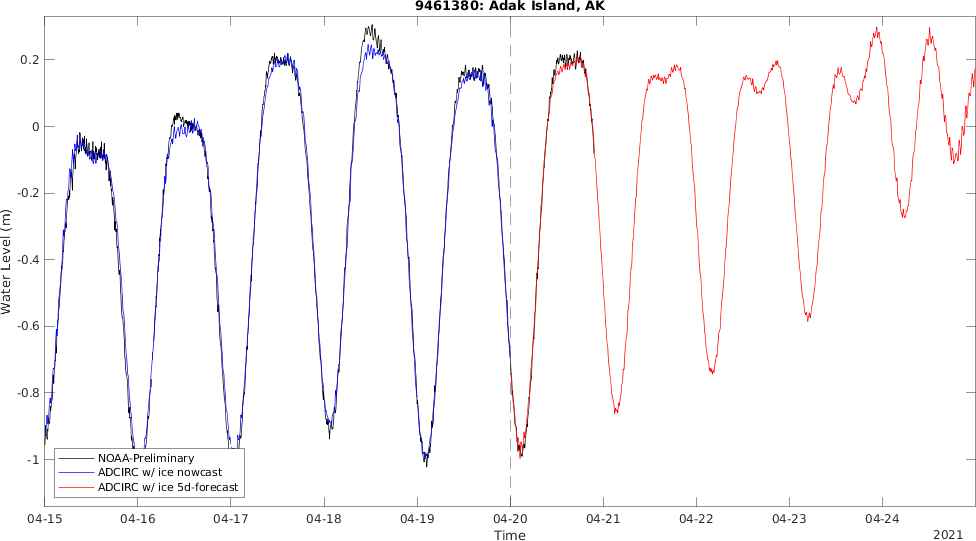 9461380: Adak Island, AK
0.2
0
-0.2
-0.4
-0.6
-0.8
-1
Water Level (m)
NOAA-Preliminary
ADCIRC w/ ice nowcast
ADCIRC w/ ice 5d-forecast
04-15 04-16 04-17 04-18 04-19 04-20 04-21 04-22 04-23 04-24
Time
2021